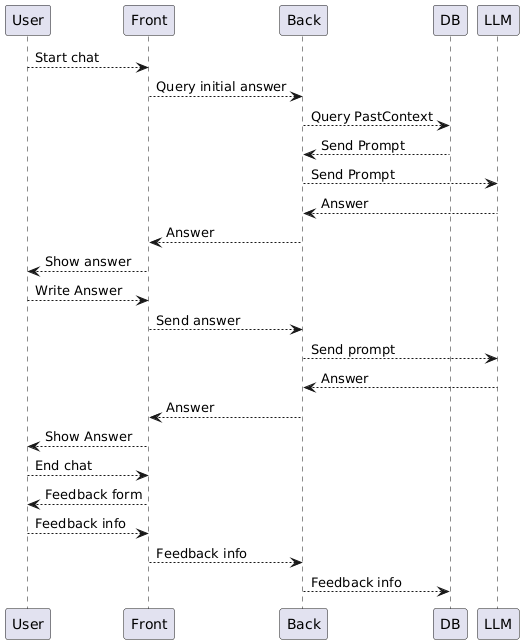 User Front Back DB LLM
Start chat
Query initial answer
Query PastContext
Send Prompt
Send Prompt
Answer
Answer
Show answer
Write Answer
Send answer
Send prompt
Answer
Answer
Show Answer
End chat
Feedback form
Feedback info
Feedback info
Feedback info
User Front Back DB LLM